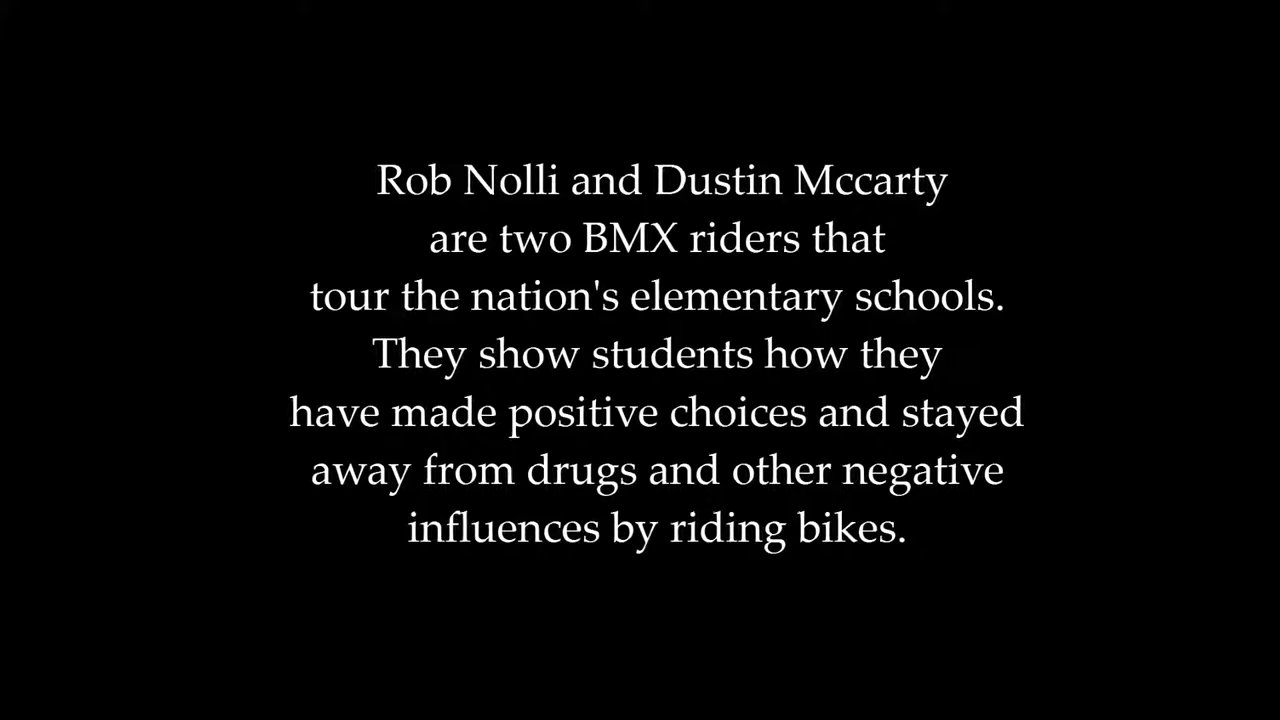 Rob Nolli and Dustin Mccarty
are two BMX riders that
tour the nation's elementary schools.
They show students how they
have made positive choices and stayed
away from drugs and other negative
influences by riding bikes.